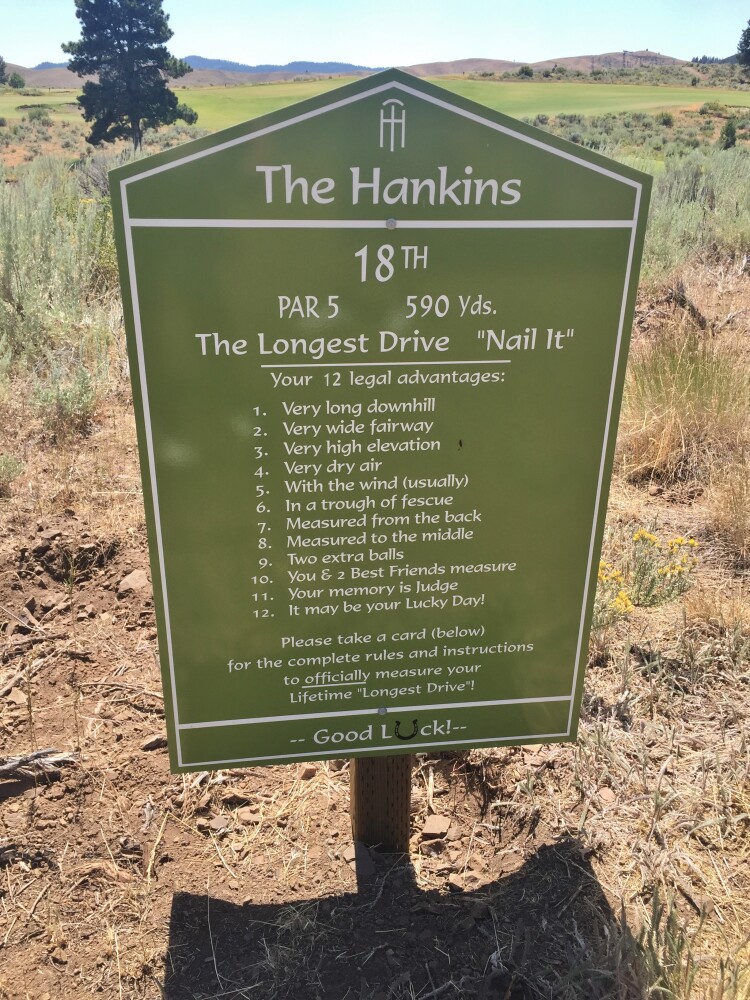 H
The Hankins
18TH
PAR 5 590 Yds.
The Longest Drive "Nail It"
Your 12 legal advantages:
1. Very long downhill
2. Very wide fairway
3. Very high elevation
4. Very dry air
5. With the wind (usually)
6. In a trough of fescue
7. Measured from the back
8. Measured to the middle
9. Two extra balls
10. You & 2 Best Friends measure
11. Your memory is Judge
12. It may be your Lucky Day!
Please take a card (below)
for the complete rules and instructions
to officially measure your
Lifetime "Longest Drive"!
-- Good Luck!--